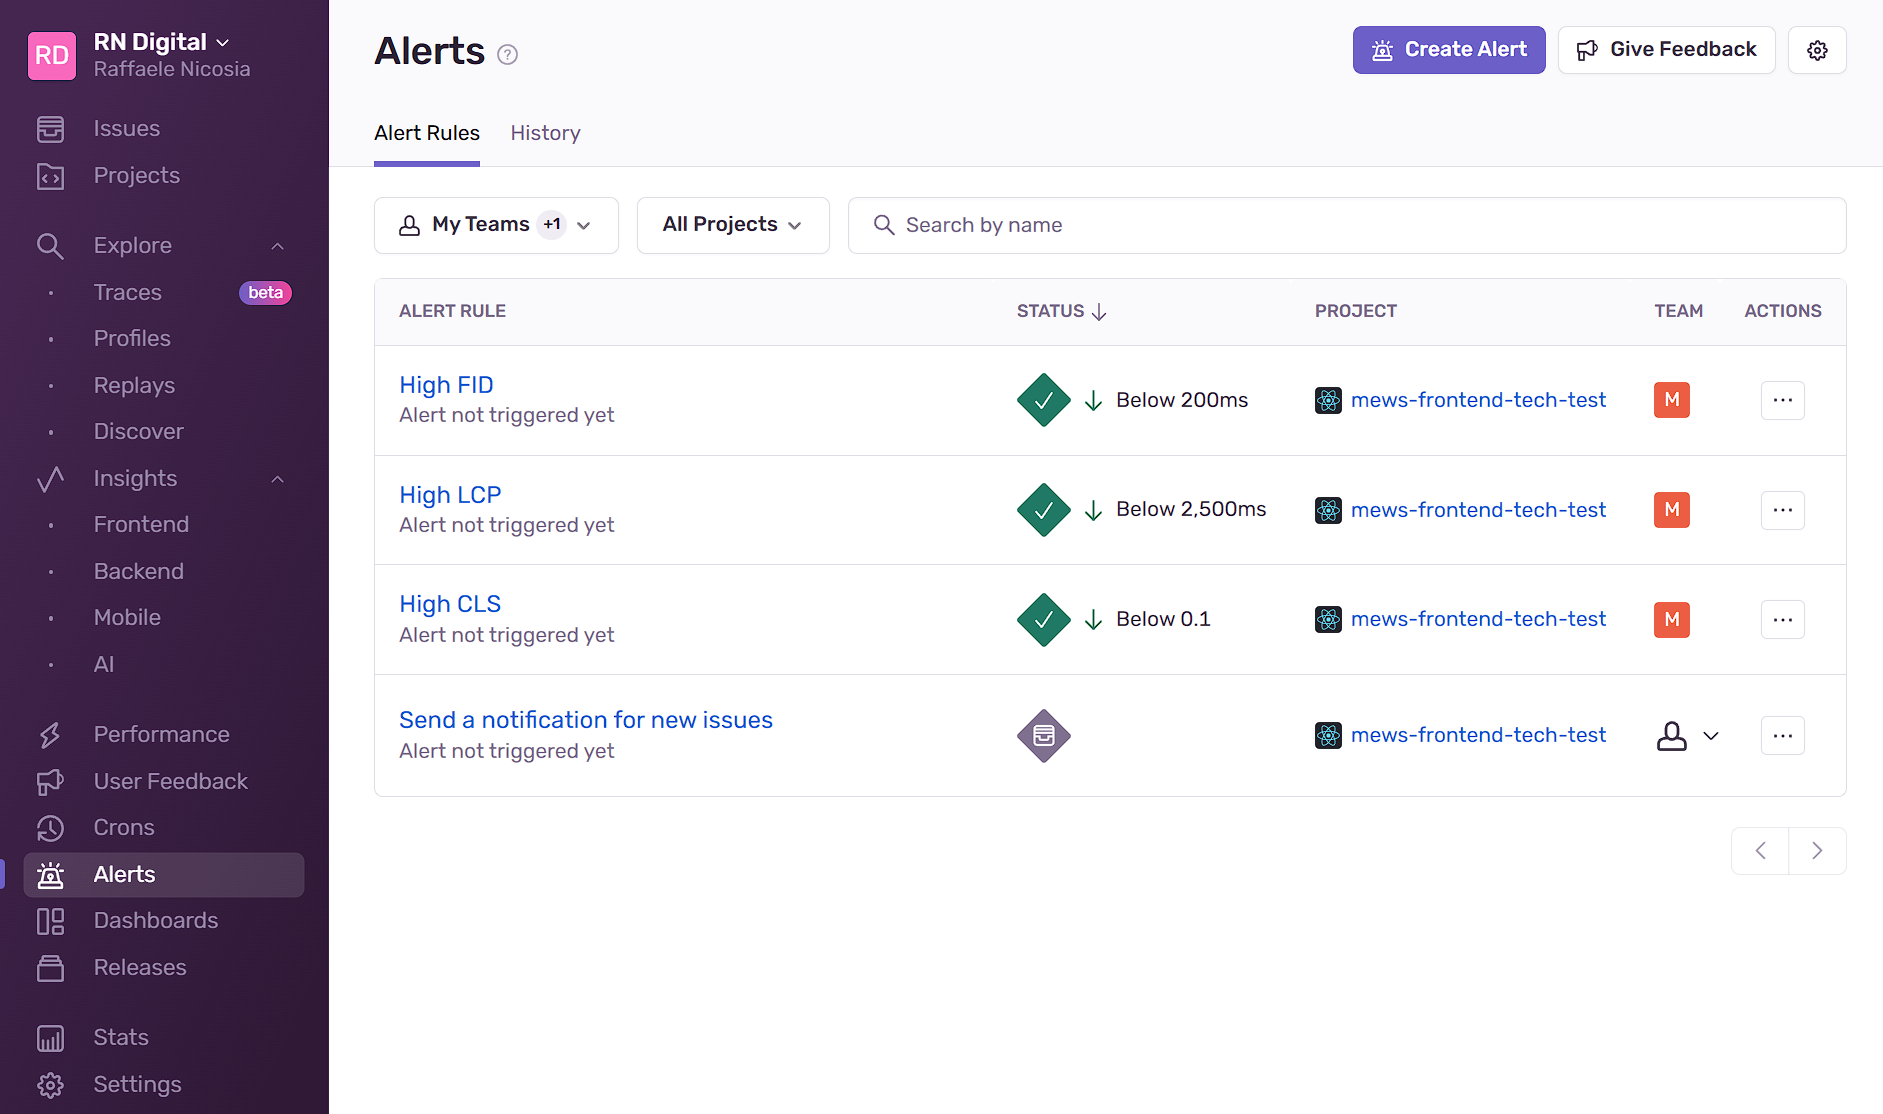 RD
RN Digital
Raffaele Nicosia
Issues
Projects
Explore
Traces beta
Profiles
Replays
Discover
Insights
Frontend
Backend
Mobile
AI
Performance
User Feedback
Crons
Alerts
Dashboards
Releases
Stats
Settings
Alerts ?
Create Alert Give Feedback
Alert Rules History
My Teams +1 All Projects Search by name
ALERT RULE STATUS PROJECT TEAM ACTIONS
High FID
Alert not triggered yet
Below 200ms mews-frontend-tech-test M
High LCP
Alert not triggered yet
Below 2,500ms mews-frontend-tech-test M
High CLS
Alert not triggered yet
Below 0.1 mews-frontend-tech-test M
Send a notification for new issues
Alert not triggered yet
mews-frontend-tech-test